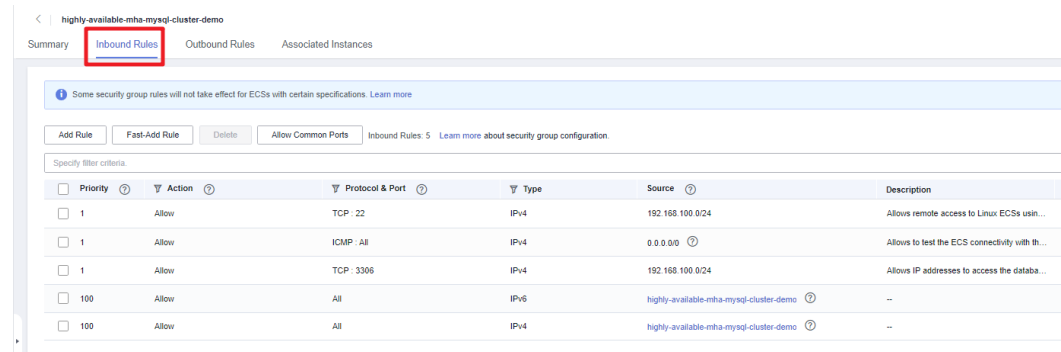 highly-available-mha-mysql-cluster-demo
Summary Inbound Rules Outbound Rules Associated Instances
Some security group rules will not take effect for ECSs with certain specifications. Learn more
Add Rule Fast-Add Rule Delete Allow Common Ports Inbound Rules: 5 Learn more about security group configuration.
Specify filter criteria.
Priority Action Protocol & Port Type Source Description
1 Allow TCP : 22 IPv4 192.168.100.0/24 Allows remote access to Linux ECSs usin...
1 Allow ICMP : All IPv4 0.0.0.0/0 Allows to test the ECS connectivity with th...
1 Allow TCP : 3306 IPv4 192.168.100.0/24 Allows IP addresses to access the databa...
100 Allow All IPv6 highly-available-mha-mysql-cluster-demo --
100 Allow All IPv4 highly-available-mha-mysql-cluster-demo --